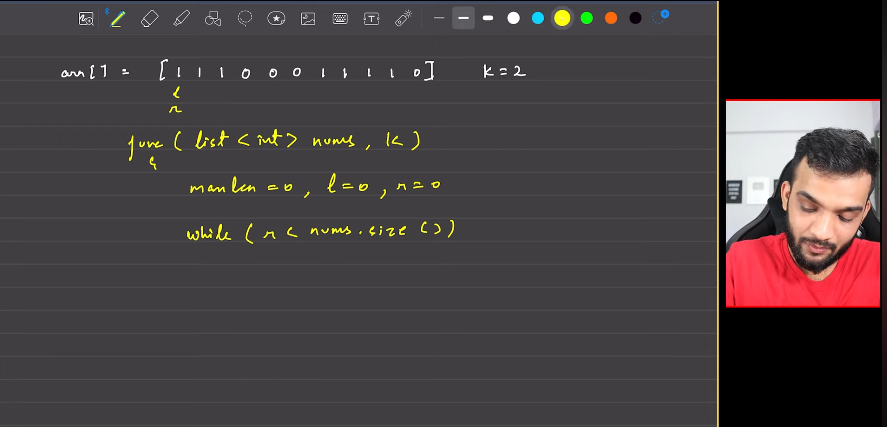 arr[] = [1 1 1 0 0 0 1 1 1 1 0] k=2
l
r
func (list<int> nums, k)
{
maxlen = 0, l=0, r=0
while (r < nums.size())